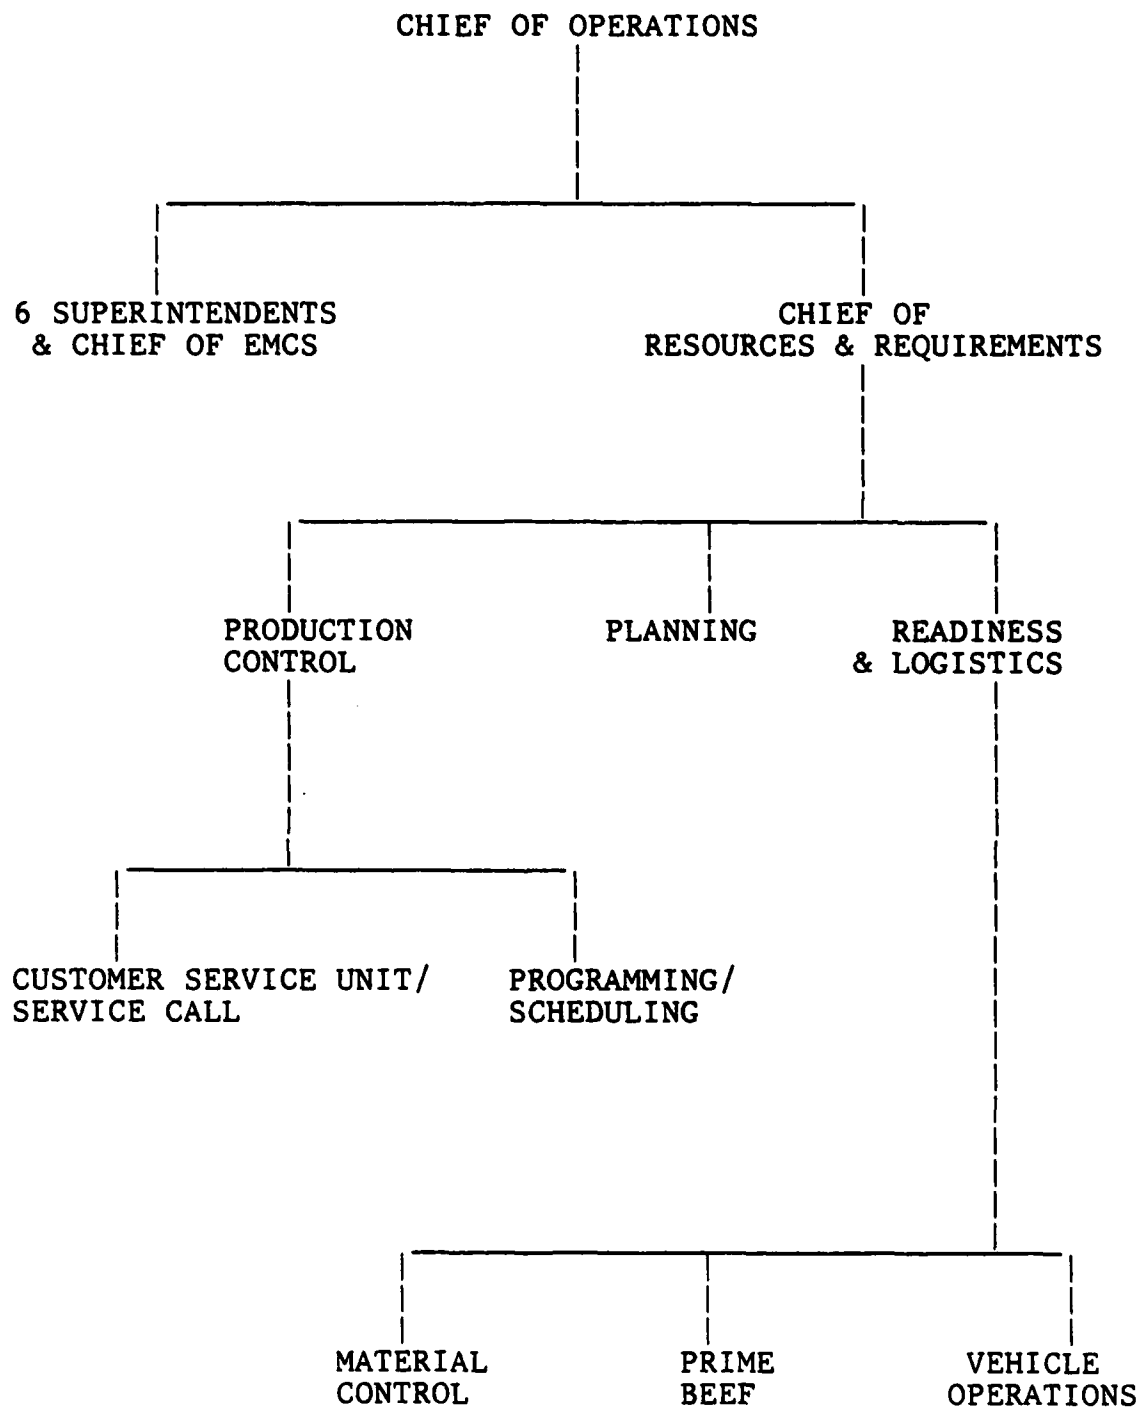 CHIEF OF OPERATIONS
6 SUPERINTENDENTS
& CHIEF OF EMCS
CHIEF OF
RESOURCES & REQUIREMENTS
PRODUCTION
CONTROL
PLANNING
READINESS
& LOGISTICS
CUSTOMER SERVICE UNIT/
SERVICE CALL
PROGRAMMING/
SCHEDULING
MATERIAL
CONTROL
PRIME
BEEF
VEHICLE
OPERATIONS